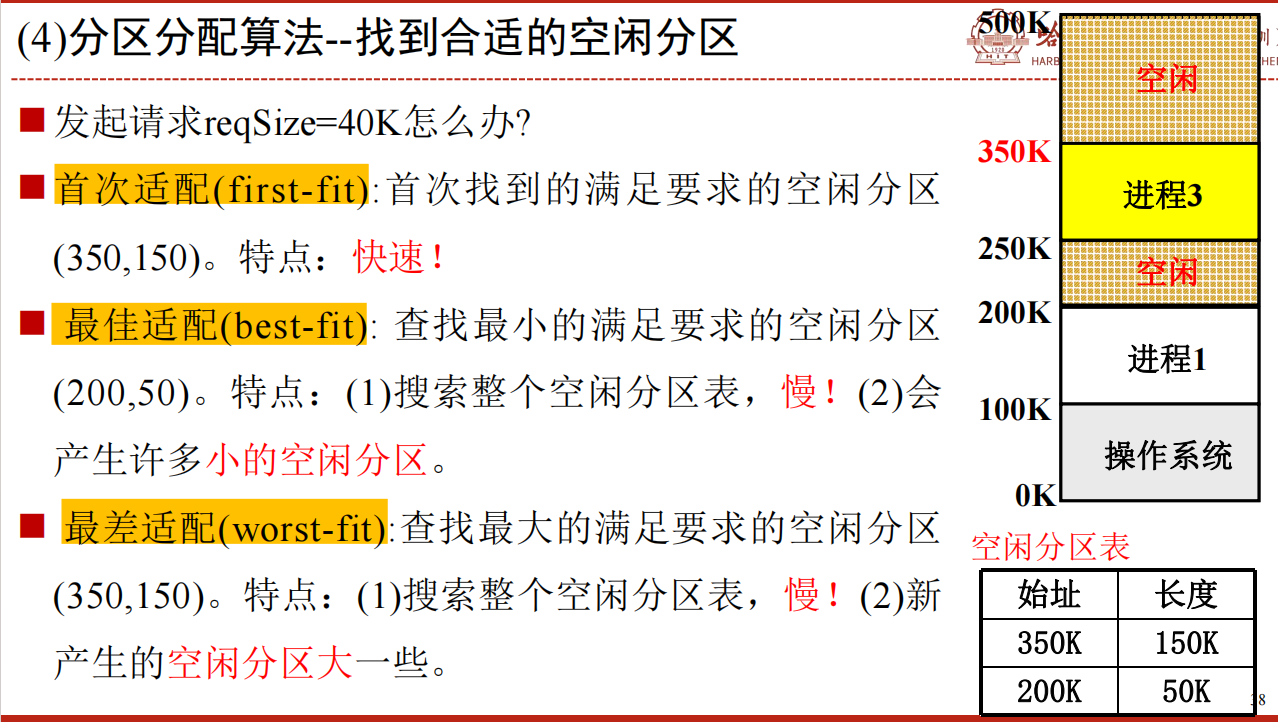 (4)分区分配算法--找到合适的空闲分区
发起请求reqSize=40K怎么办?
首次适配(first-fit):首次找到的满足要求的空闲分区
(350,150)。特点：快速！
最佳适配(best-fit): 查找最小的满足要求的空闲分区
(200,50)。特点：(1)搜索整个空闲分区表，慢！(2)会
产生许多小的空闲分区。
最差适配(worst-fit):查找最大的满足要求的空闲分区
(350,150)。特点：(1)搜索整个空闲分区表，慢！(2)新
产生的空闲分区大一些。
500K
空闲
350K
进程3
250K
空闲
200K
进程1
100K
操作系统
0K
空闲分区表
始址 长度
350K 150K
200K 50K
HIT
1920